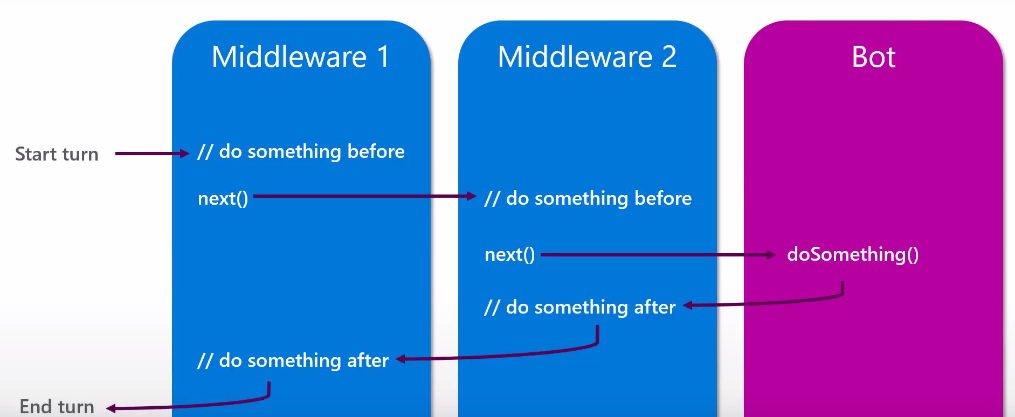 Middleware 1
Middleware 2
Bot
Start turn
// do something before
next()
// do something before
next()
doSomething()
// do something after
// do something after
End turn